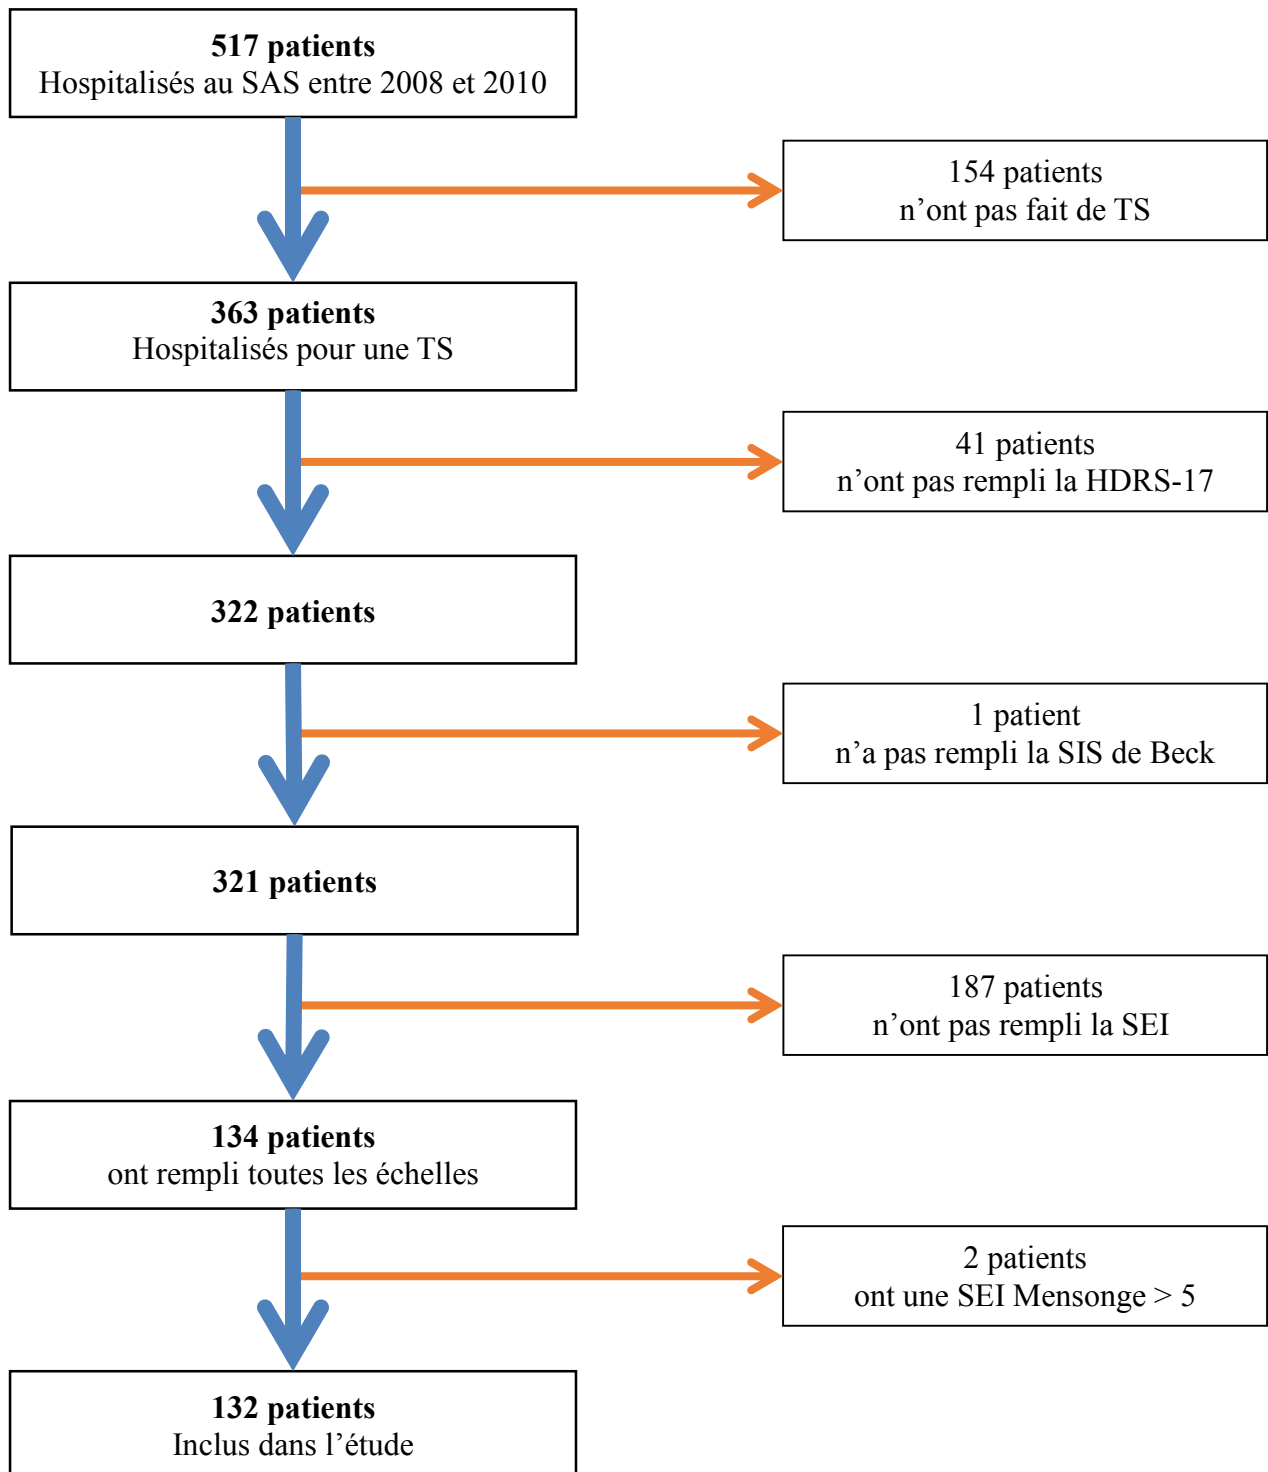 517 patients
Hospitalisés au SAS entre 2008 et 2010
154 patients
n’ont pas fait de TS
363 patients
Hospitalisés pour une TS
41 patients
n’ont pas rempli la HDRS-17
322 patients
1 patient
n’a pas rempli la SIS de Beck
321 patients
187 patients
n’ont pas rempli la SEI
134 patients
ont rempli toutes les échelles
2 patients
ont une SEI Mensonge > 5
132 patients
Inclus dans l’étude